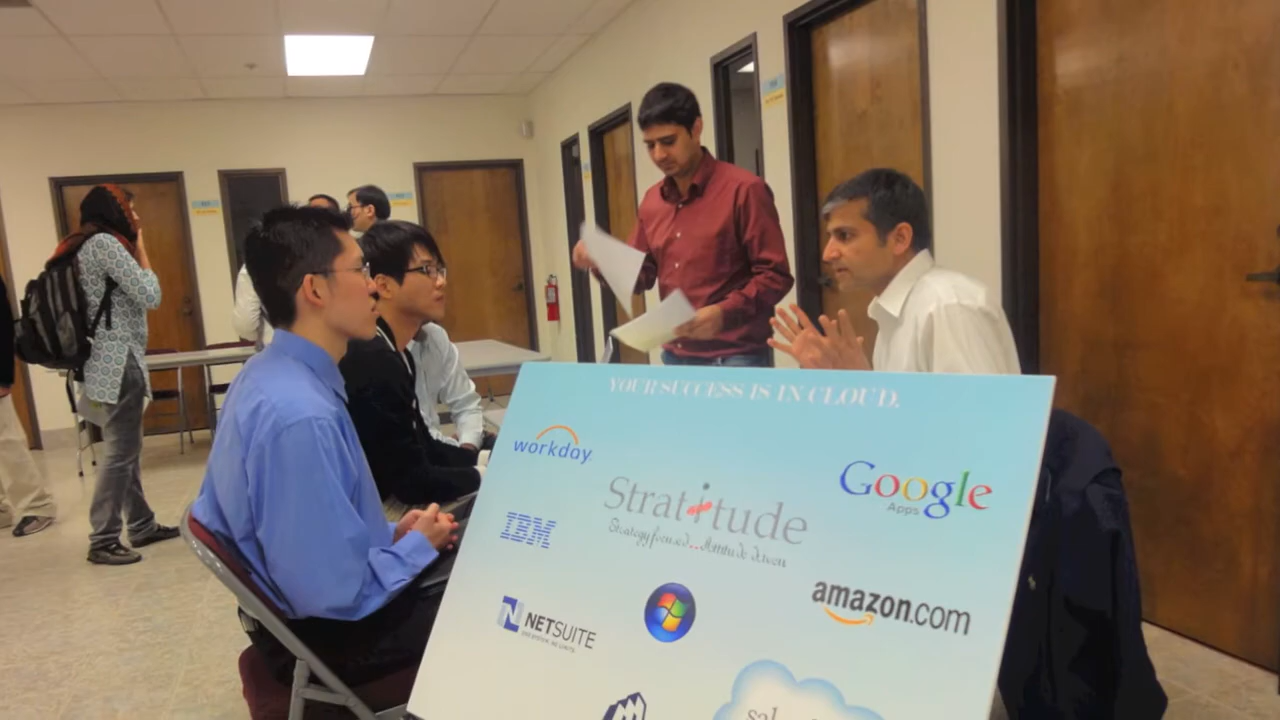 YOUR SUCCESS IS IN CLOUD.
workday.
Google
Apps
Stratitude
Strategy focused...Attitude driven
IBM
amazon.com
NETSUITE